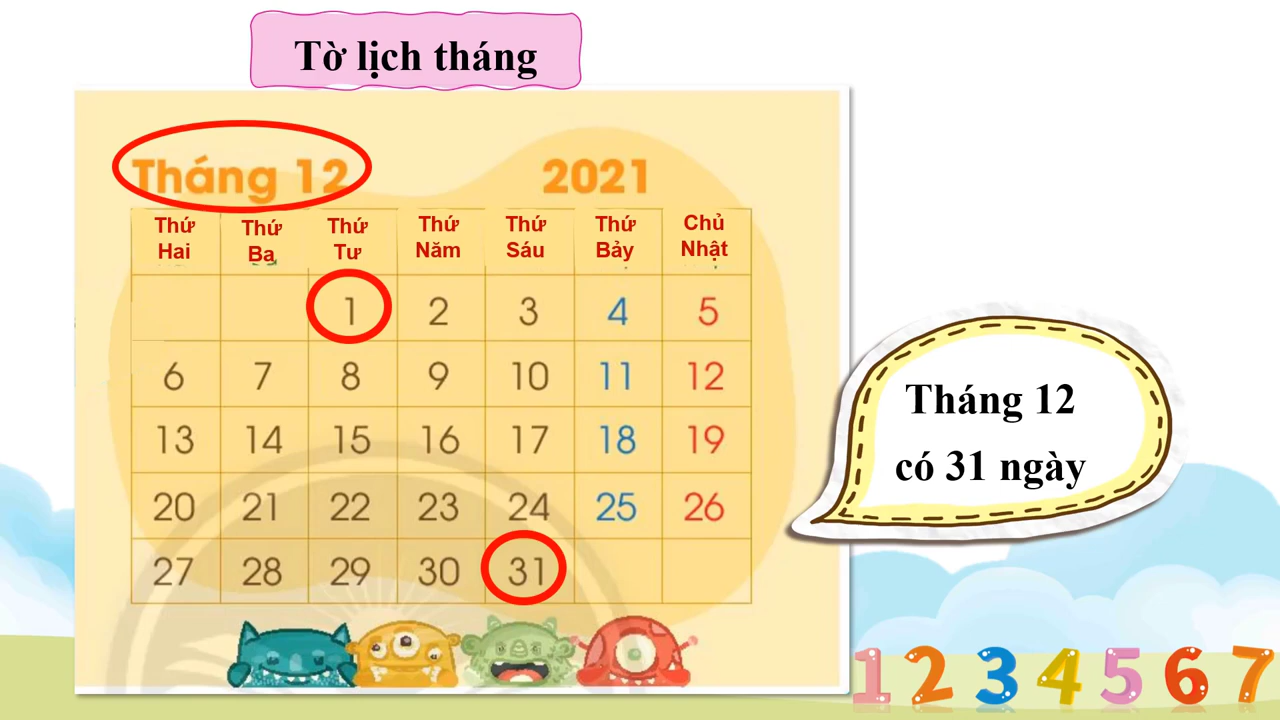 Tờ lịch tháng
Tháng 12 2021
Thứ Hai Thứ Ba Thứ Tư Thứ Năm Thứ Sáu Thứ Bảy Chủ Nhật
1 2 3 4 5
6 7 8 9 10 11 12
13 14 15 16 17 18 19
20 21 22 23 24 25 26
27 28 29 30 31
Tháng 12
có 31 ngày
1 2 3 4 5 6 7